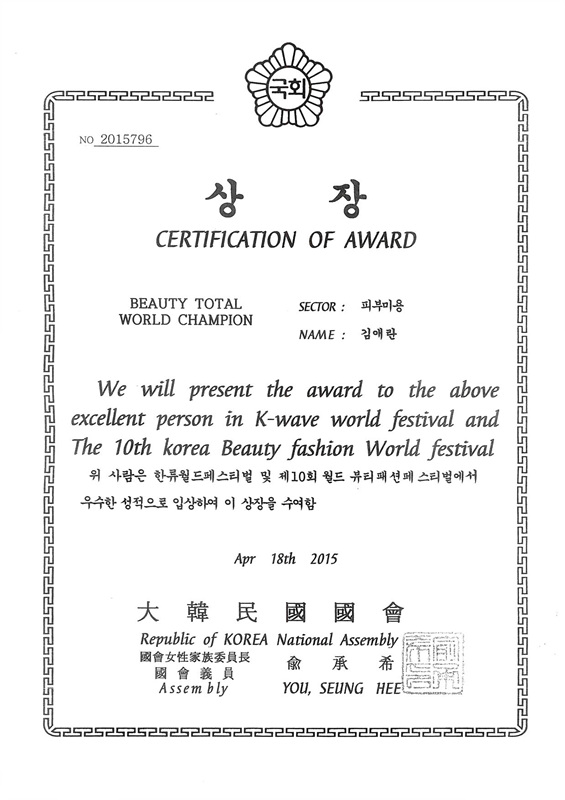 국회
NO 2015796
상 장
CERTIFICATION OF AWARD
BEAUTY TOTAL
WORLD CHAMPION
SECTOR : 피부미용
NAME : 김애란
We will present the award to the above
excellent person in K-wave world festival and
The 10th korea Beauty fashion World festival
위 사람은 한류월드페스티벌 및 제10회 월드 뷰티패션페스티벌에서
우수한 성적으로 입상하여 이 상장을 수여함
Apr 18th 2015
大韓民國國會
Republic of KOREA National Assembly
國會女性家族委員長
國會義員
Assembly
兪承希
YOU, SEUNG HEE